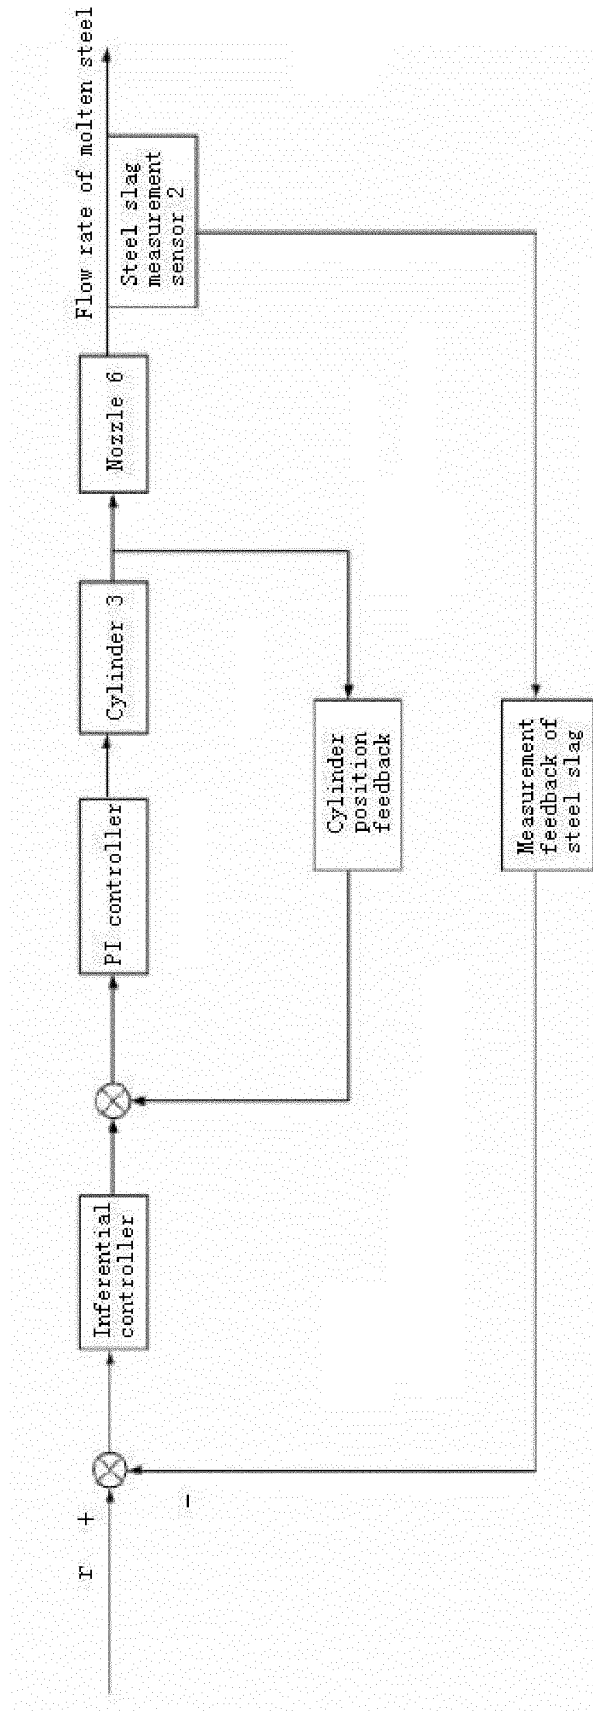 r
+
-
Inferential
controller
PI controller
Cylinder 3
Nozzle 6
Flow rate of molten steel
Steel slag
measurement
sensor 2
Cylinder
position
feedback
Measurement
feedback of
steel slag